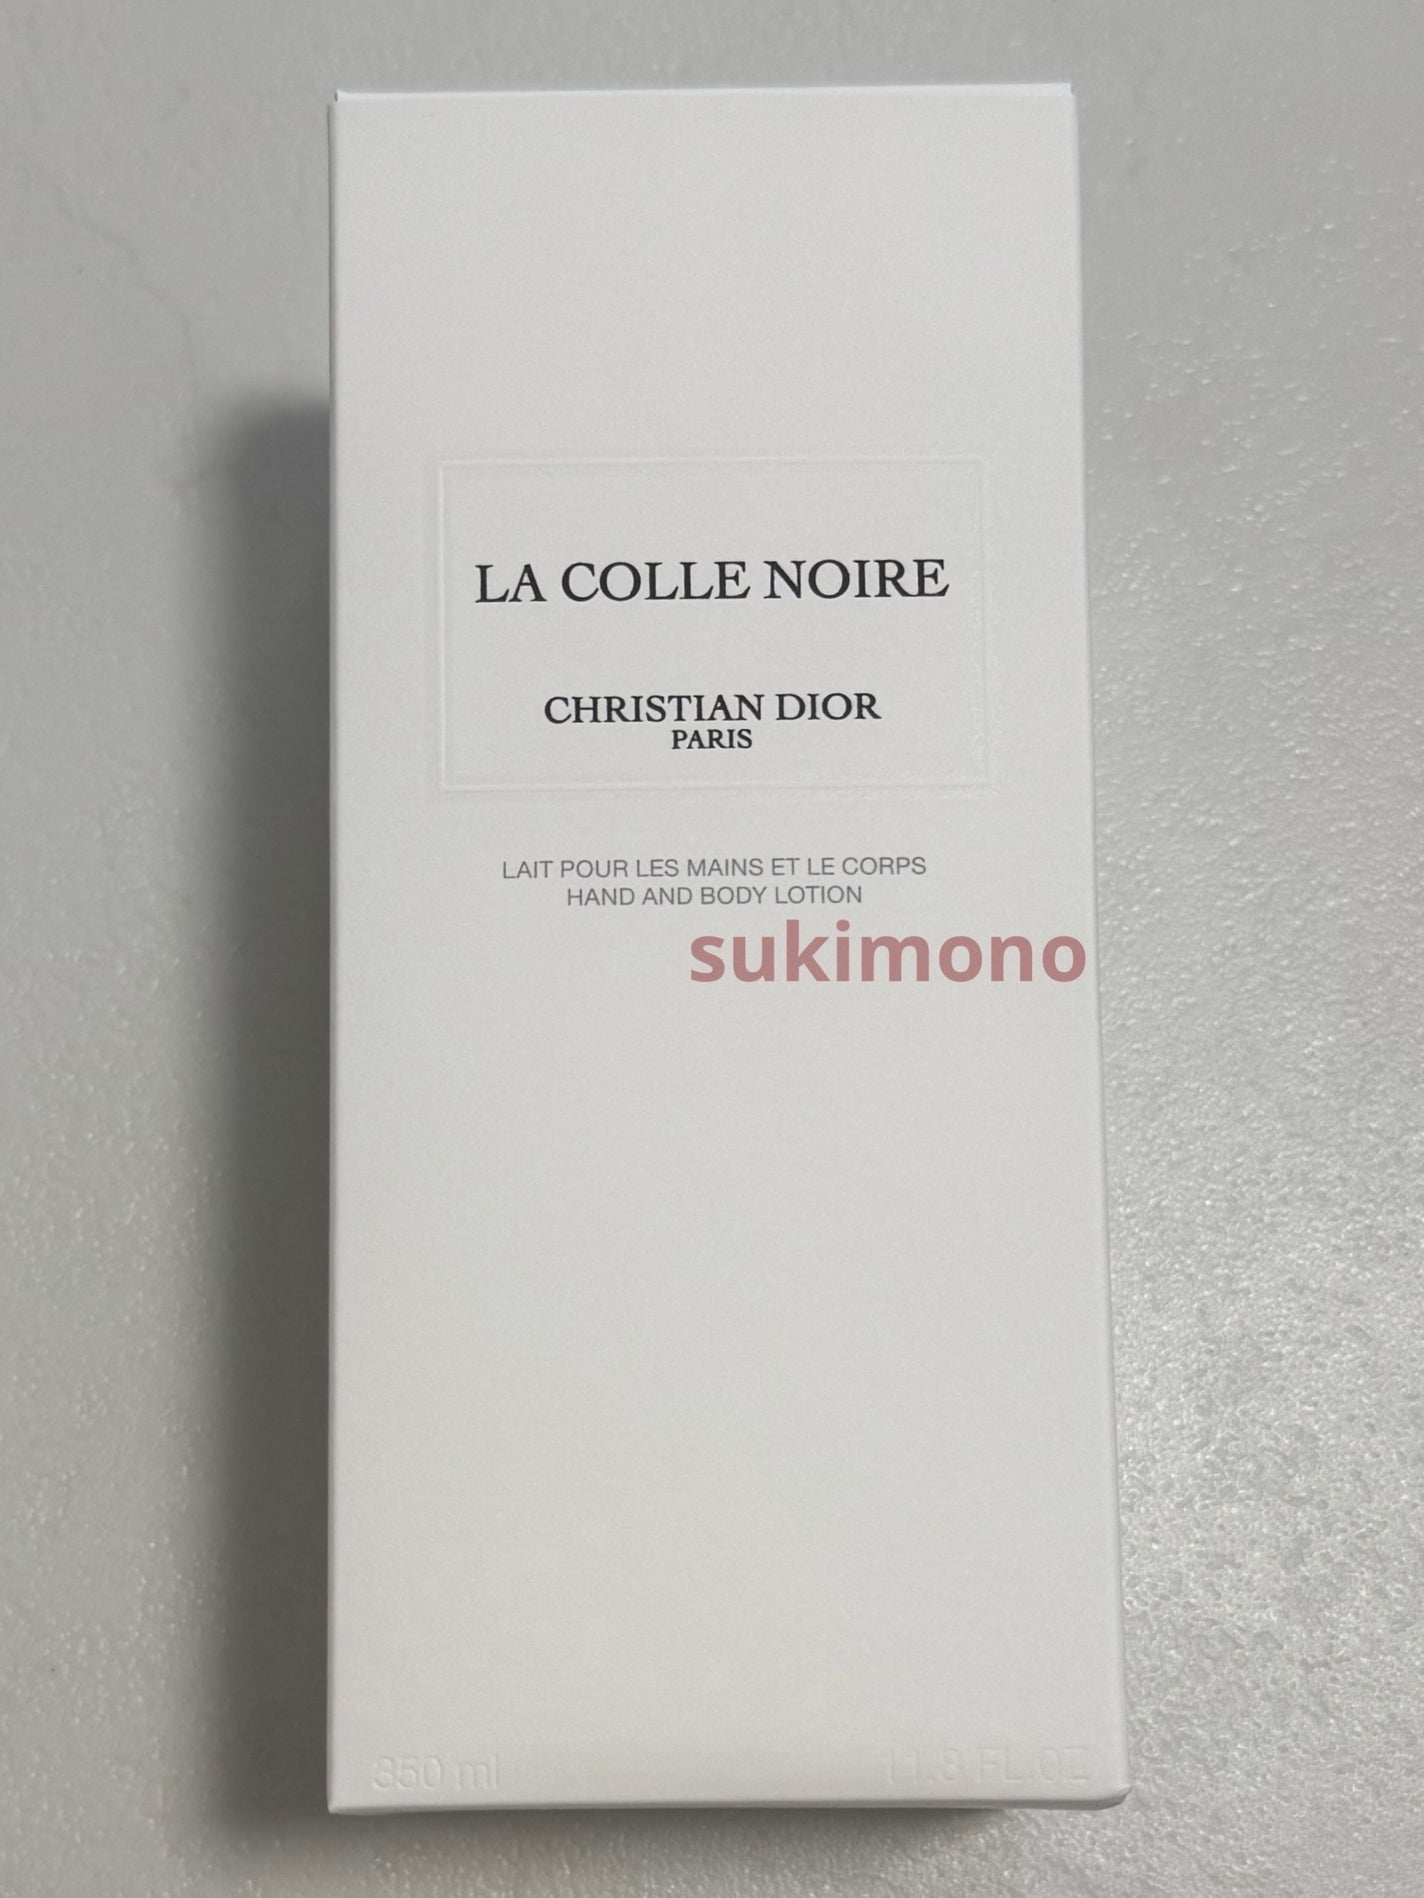 LA COLLE NOIRE
CHRISTIAN DIOR
PARIS
LAIT POUR LES MAINS ET LE CORPS
HAND AND BODY LOTION
sukimono
350 ml 11.8 FL.OZ